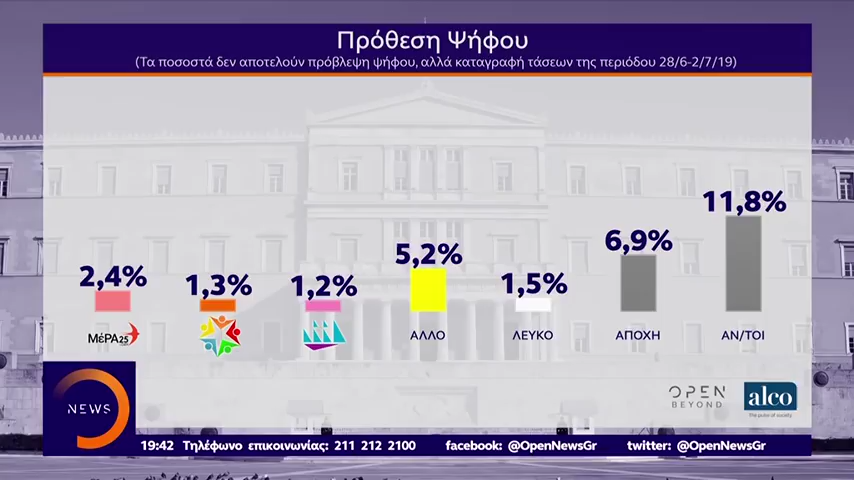 Πρόθεση Ψήφου
(Τα ποσοστά δεν αποτελούν πρόβλεψη ψήφου, αλλά καταγραφή τάσεων της περιόδου 28/6-2/7/19)
2,4% 1,3% 1,2% 5,2% 1,5% 6,9% 11,8%
ΜέΡΑ25 ΑΛΛΟ ΛΕΥΚΟ ΑΠΟΧΗ ΑΝ/ΤΟΙ
OPEN BEYOND alco
The pulse of society
NEWS
19:42 Τηλέφωνο επικοινωνίας: 211 212 2100 facebook: @OpenNewsGr twitter: @OpenNewsGr